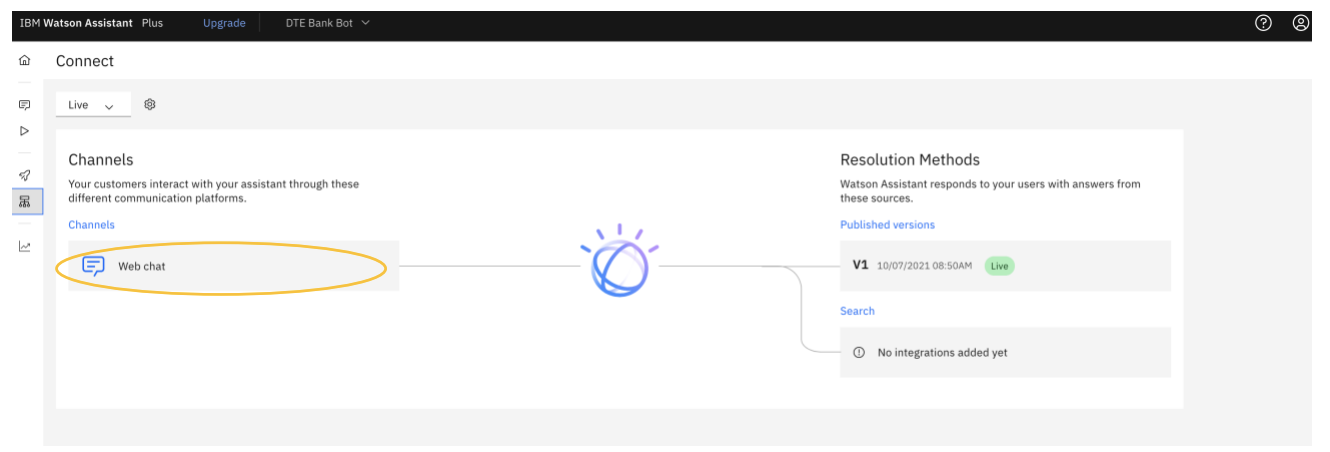 IBM Watson Assistant Plus Upgrade DTE Bank Bot
Connect
Live
Channels
Your customers interact with your assistant through these
different communication platforms.
Channels
Web chat
Resolution Methods
Watson Assistant responds to your users with answers from
these sources.
Published versions
V1 10/07/2021 08:50AM Live
Search
No integrations added yet